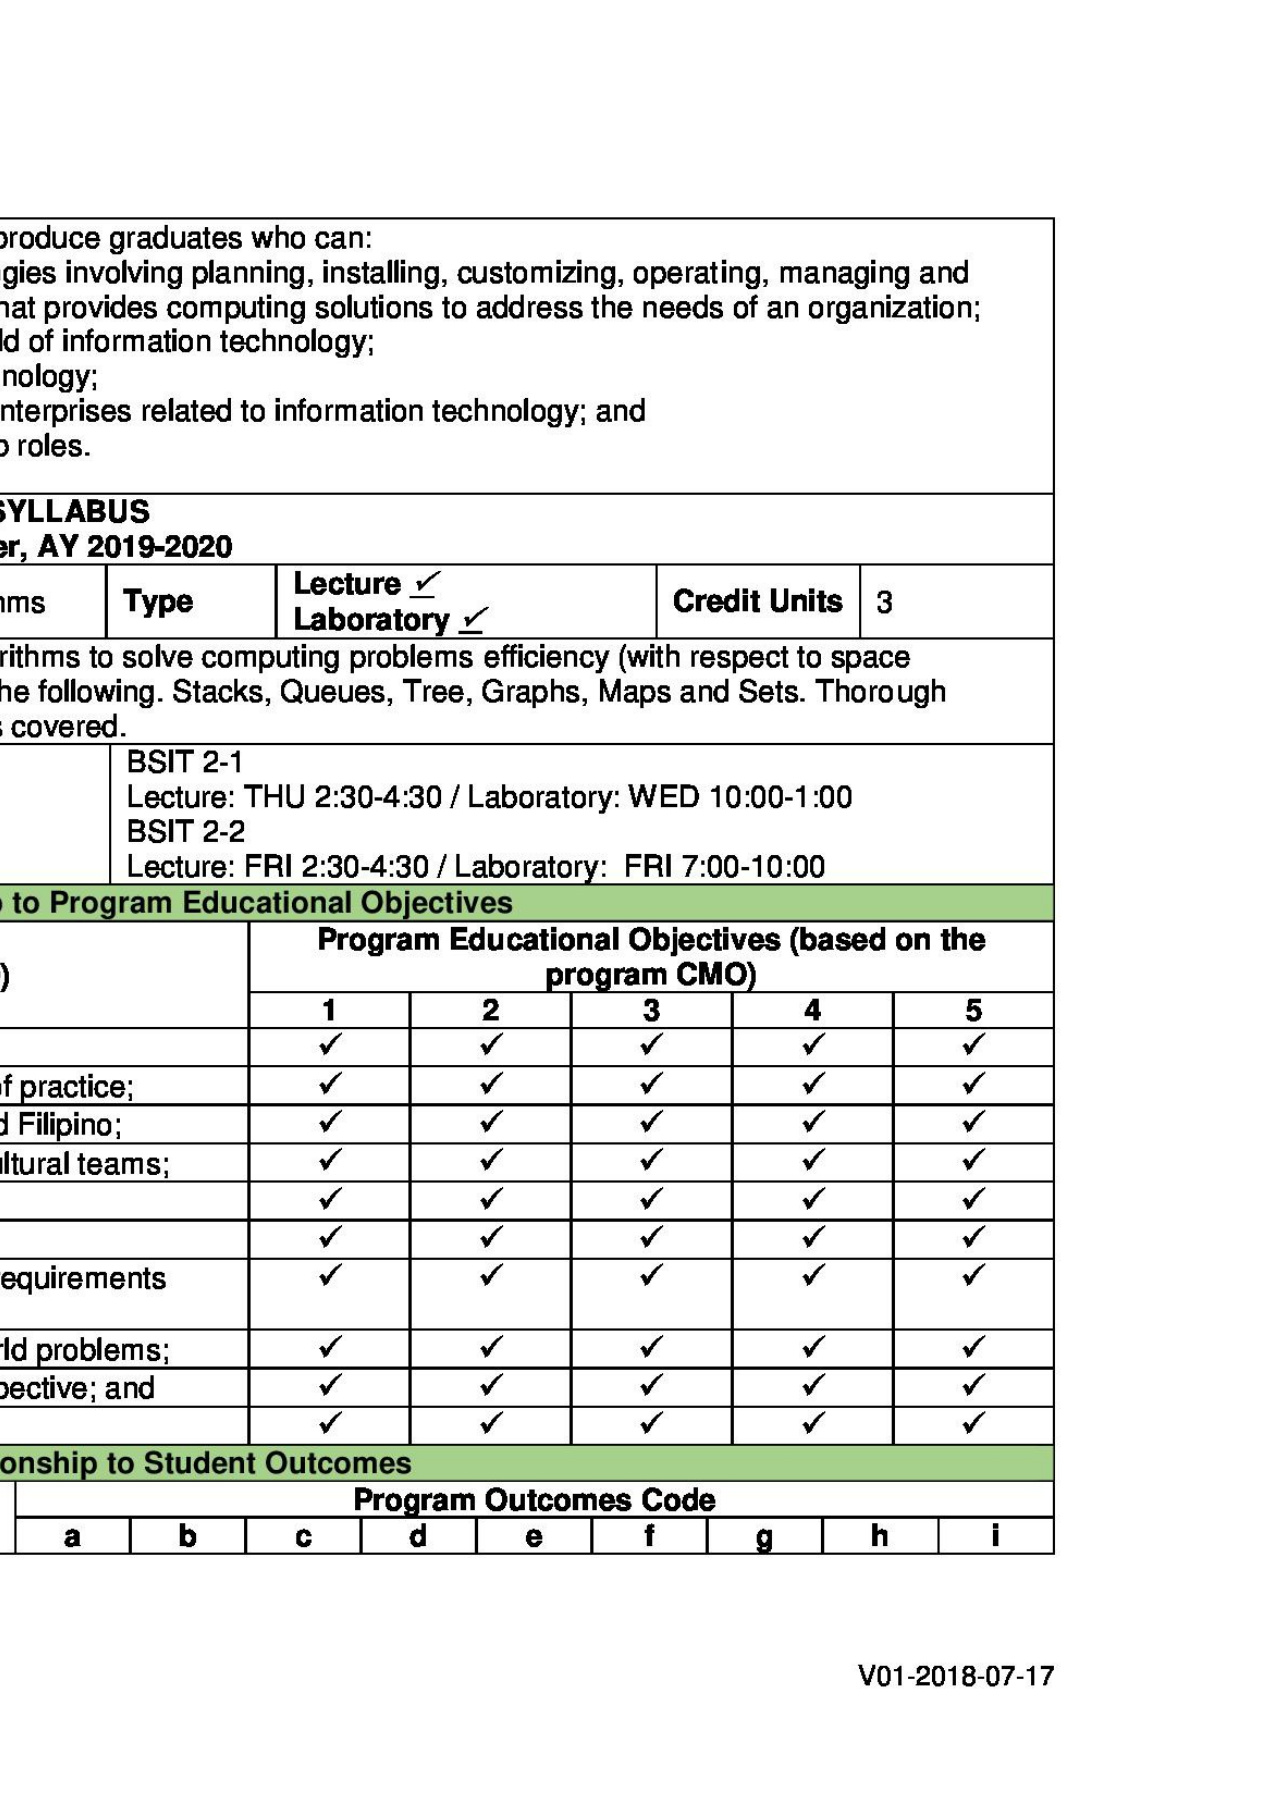 produce graduates who can:
gies involving planning, installing, customizing, operating, managing and
hat provides computing solutions to address the needs of an organization;
ld of information technology;
nology;
nterprises related to information technology; and
o roles.
SYLLABUS
er, AY 2019-2020
hms Type Lecture ✓ Credit Units 3
Laboratory ✓
rithms to solve computing problems efficiency (with respect to space
he following. Stacks, Queues, Tree, Graphs, Maps and Sets. Thorough
s covered.
BSIT 2-1
Lecture: THU 2:30-4:30 / Laboratory: WED 10:00-1:00
BSIT 2-2
Lecture: FRI 2:30-4:30 / Laboratory: FRI 7:00-10:00
p to Program Educational Objectives
) Program Educational Objectives (based on the
program CMO)
1 2 3 4 5
✓ ✓ ✓ ✓ ✓
of practice; ✓ ✓ ✓ ✓ ✓
d Filipino; ✓ ✓ ✓ ✓ ✓
ultural teams; ✓ ✓ ✓ ✓ ✓
✓ ✓ ✓ ✓ ✓
✓ ✓ ✓ ✓ ✓
requirements ✓ ✓ ✓ ✓ ✓
rld problems; ✓ ✓ ✓ ✓ ✓
pective; and ✓ ✓ ✓ ✓ ✓
✓ ✓ ✓ ✓ ✓
onship to Student Outcomes
Program Outcomes Code
a b c d e f g h i
V01-2018-07-17